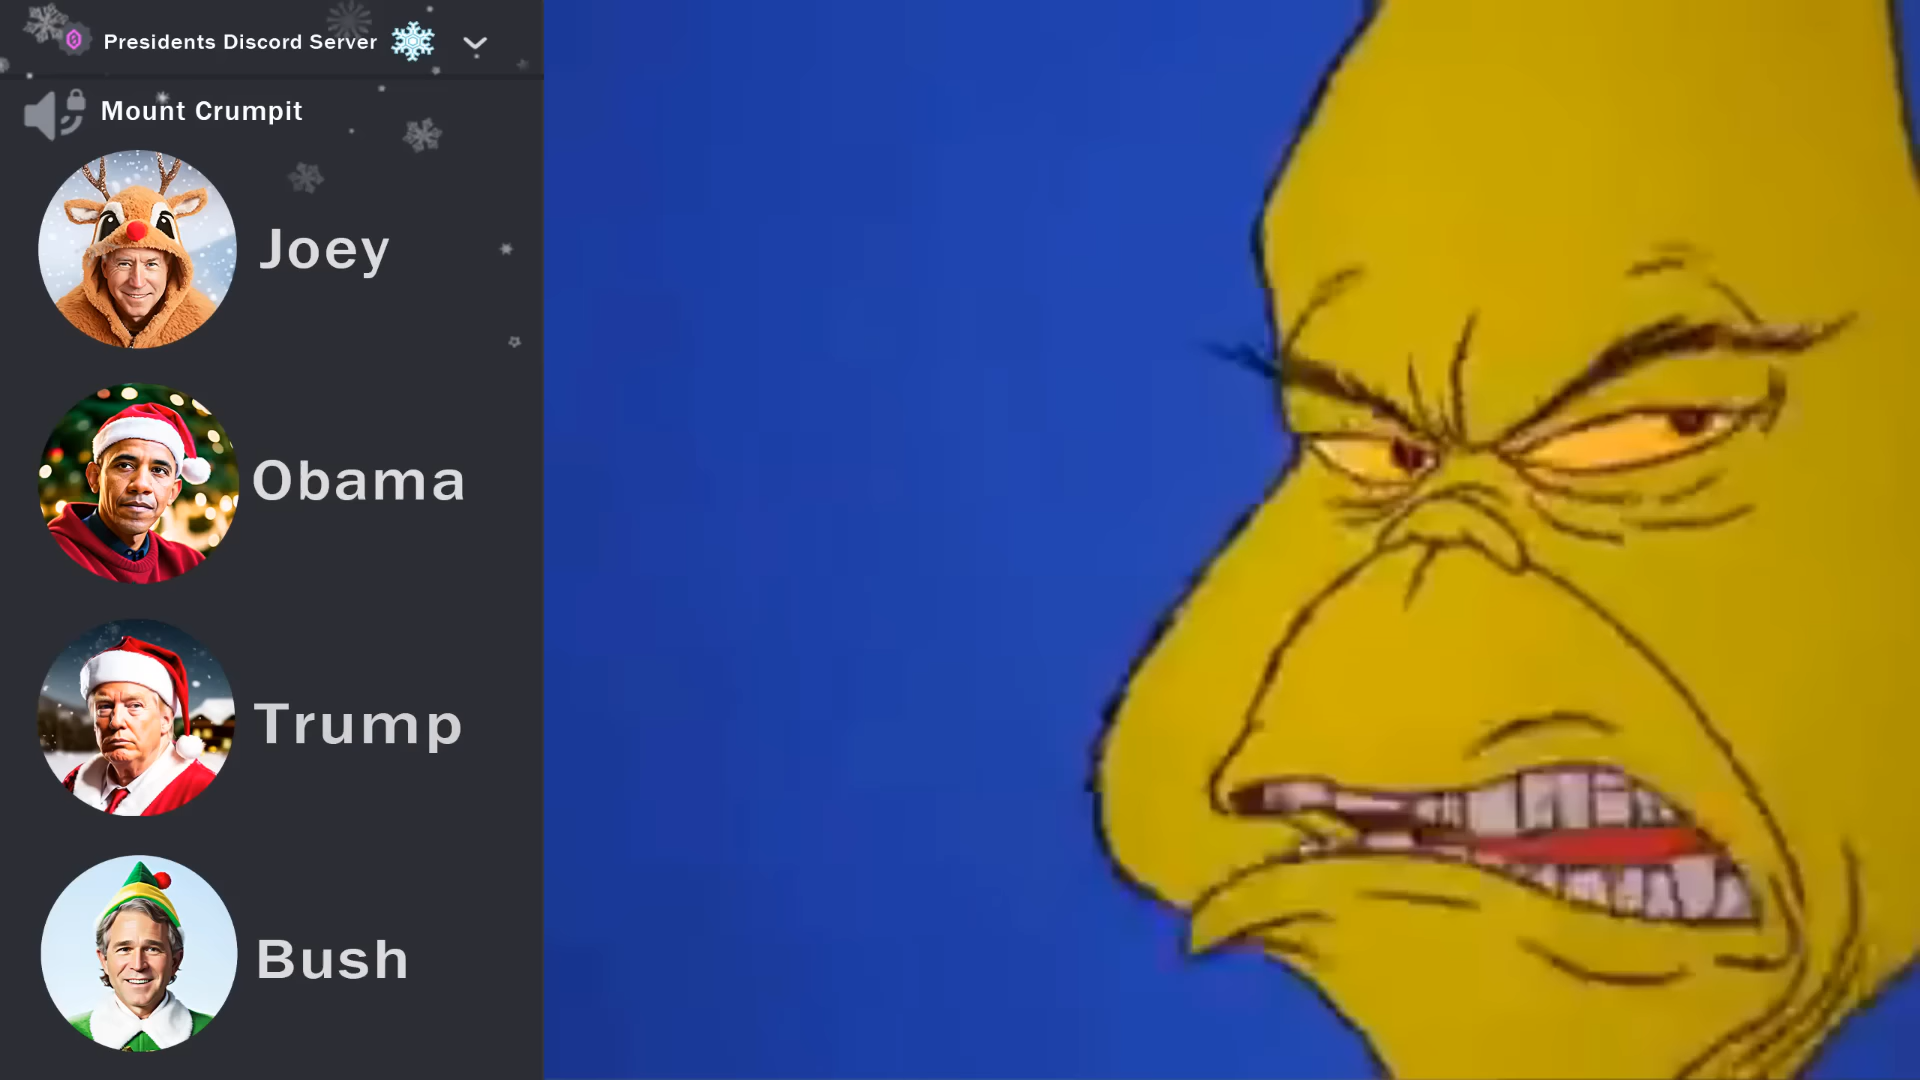 Presidents Discord Server
Mount Crumpit
Joey
Obama
Trump
Bush